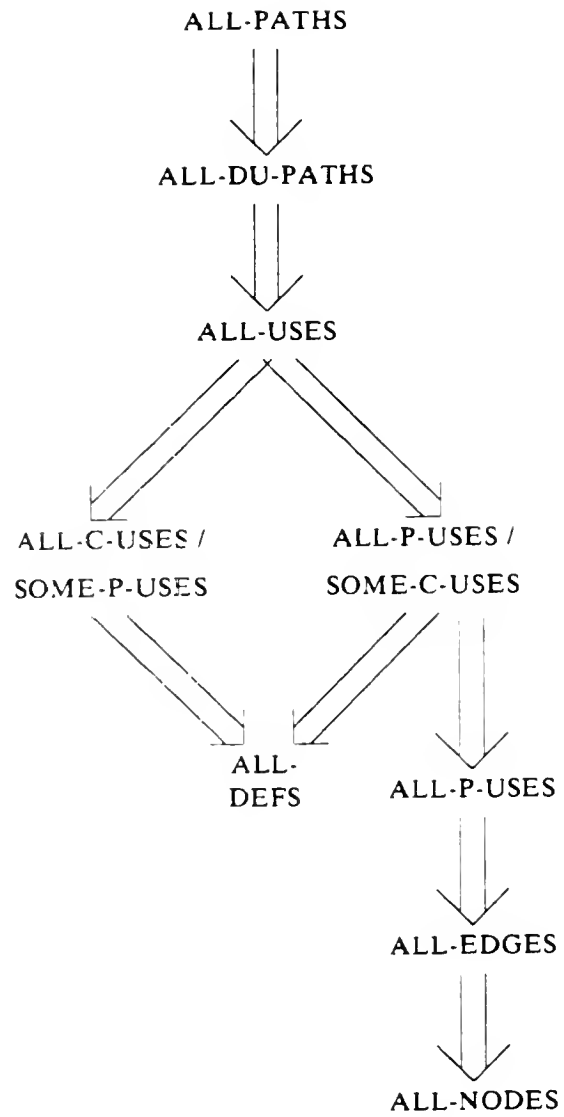 ALL-PATHS
ALL-DU-PATHS
ALL-USES
ALL-C-USES /
SOME-P-USES
ALL-P-USES /
SOME-C-USES
ALL-
DEFS
ALL-P-USES
ALL-EDGES
ALL-NODES